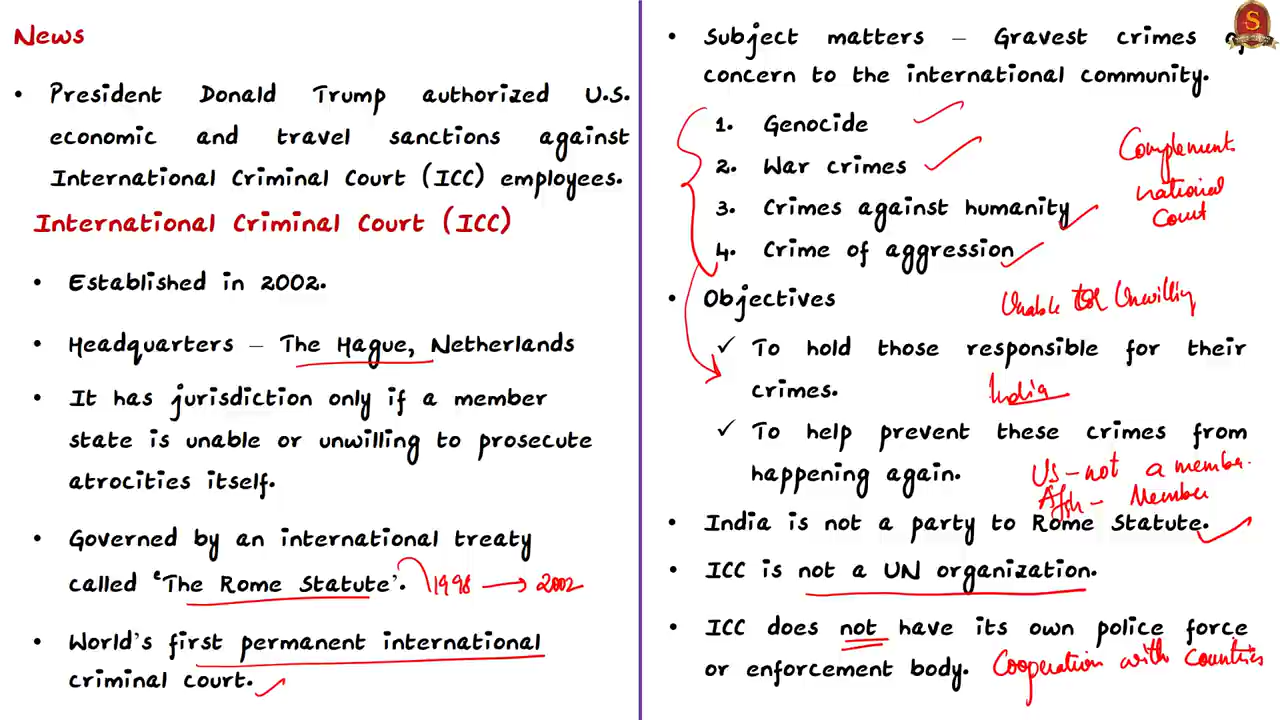 News
• President Donald Trump authorized U.S.
economic and travel sanctions against
International Criminal Court (ICC) employees.
International Criminal Court (ICC)
• Established in 2002.
• Headquarters – The Hague, Netherlands
• It has jurisdiction only if a member
state is unable or unwilling to prosecute
atrocities itself.
• Governed by an international treaty
called 'The Rome Statute'. 1998 → 2002
• World's first permanent international
criminal court.
• Subject matters – Gravest crimes
concern to the international community.
1. Genocide
2. War crimes
3. Crimes against humanity
4. Crime of aggression
Complement
national
Court
• Objectives
Unable or Unwilling
✓ To hold those responsible for their
crimes.
India
✓ To help prevent these crimes from
happening again.
US – not a member.
Afgh – Member
• India is not a party to Rome Statute.
• ICC is not a UN organization.
• ICC does not have its own police force
or enforcement body. Cooperation with countries
S